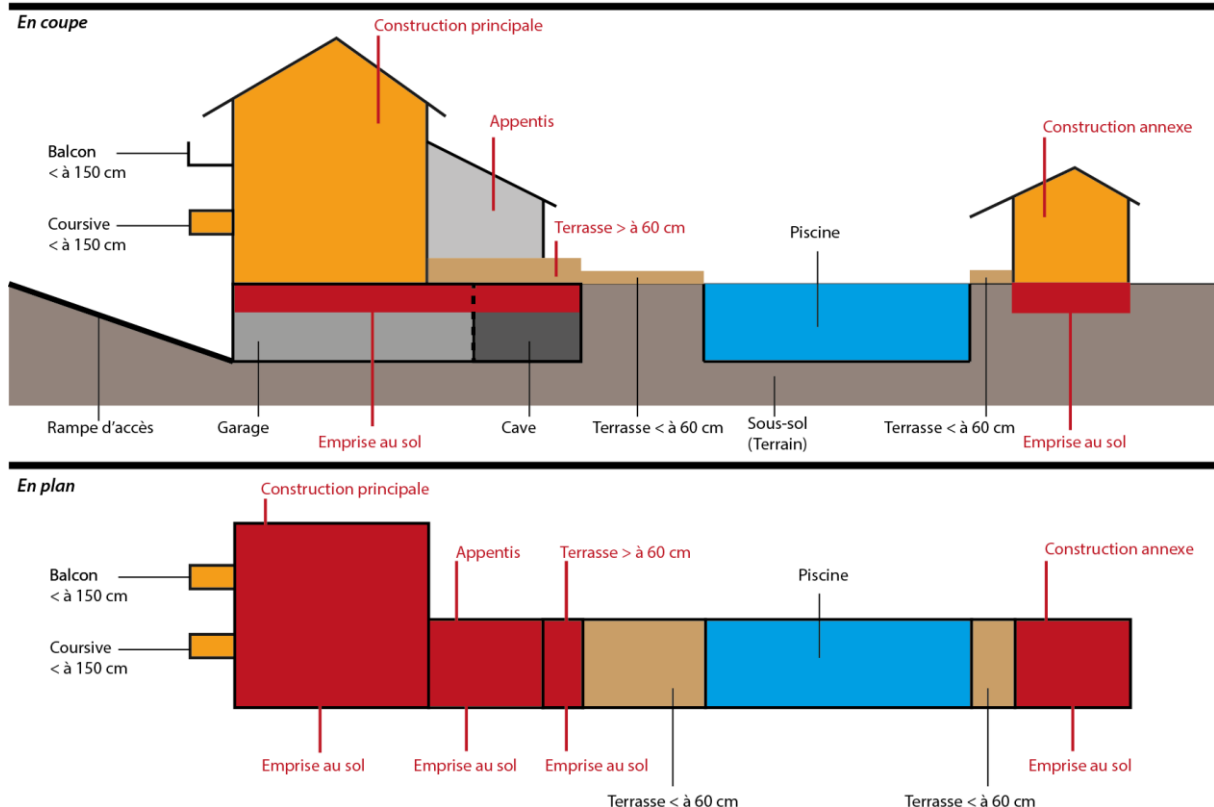 En coupe
Construction principale
Appentis
Construction annexe
Balcon
< à 150 cm
Coursive
< à 150 cm
Terrasse > à 60 cm
Piscine
Rampe d'accès
Garage
Emprise au sol
Cave
Terrasse < à 60 cm
Sous-sol
(Terrain)
Terrasse < à 60 cm
Emprise au sol
En plan
Construction principale
Appentis
Terrasse > à 60 cm
Piscine
Construction annexe
Balcon
< à 150 cm
Coursive
< à 150 cm
Emprise au sol
Emprise au sol
Emprise au sol
Emprise au sol
Terrasse < à 60 cm
Terrasse < à 60 cm